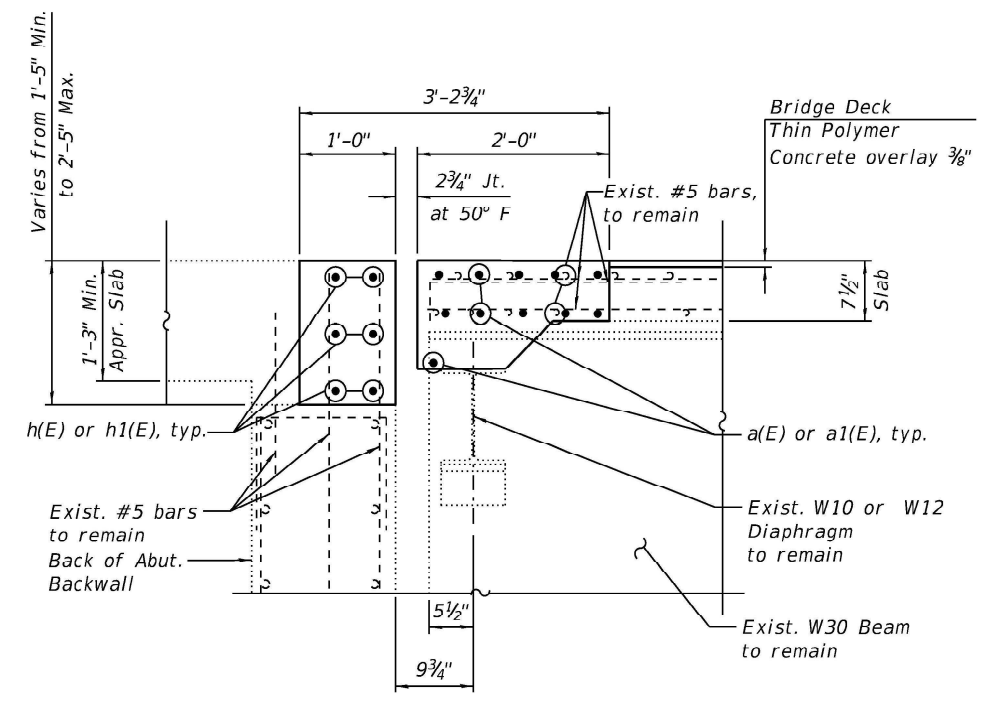 Varies from 1'-5" Min.
to 2'-5" Max.
3'-2¾"
1'-0"
2'-0"
2¾" Jt.
at 50° F
Bridge Deck
Thin Polymer
Concrete overlay ⅜"
Exist. #5 bars,
to remain
1'-3" Min.
Appr. Slab
7½"
Slab
h(E) or h1(E), typ.
a(E) or a1(E), typ.
Exist. #5 bars
to remain
Back of Abut.
Backwall
Exist. W10 or W12
Diaphragm
to remain
5½"
Exist. W30 Beam
to remain
9¾"